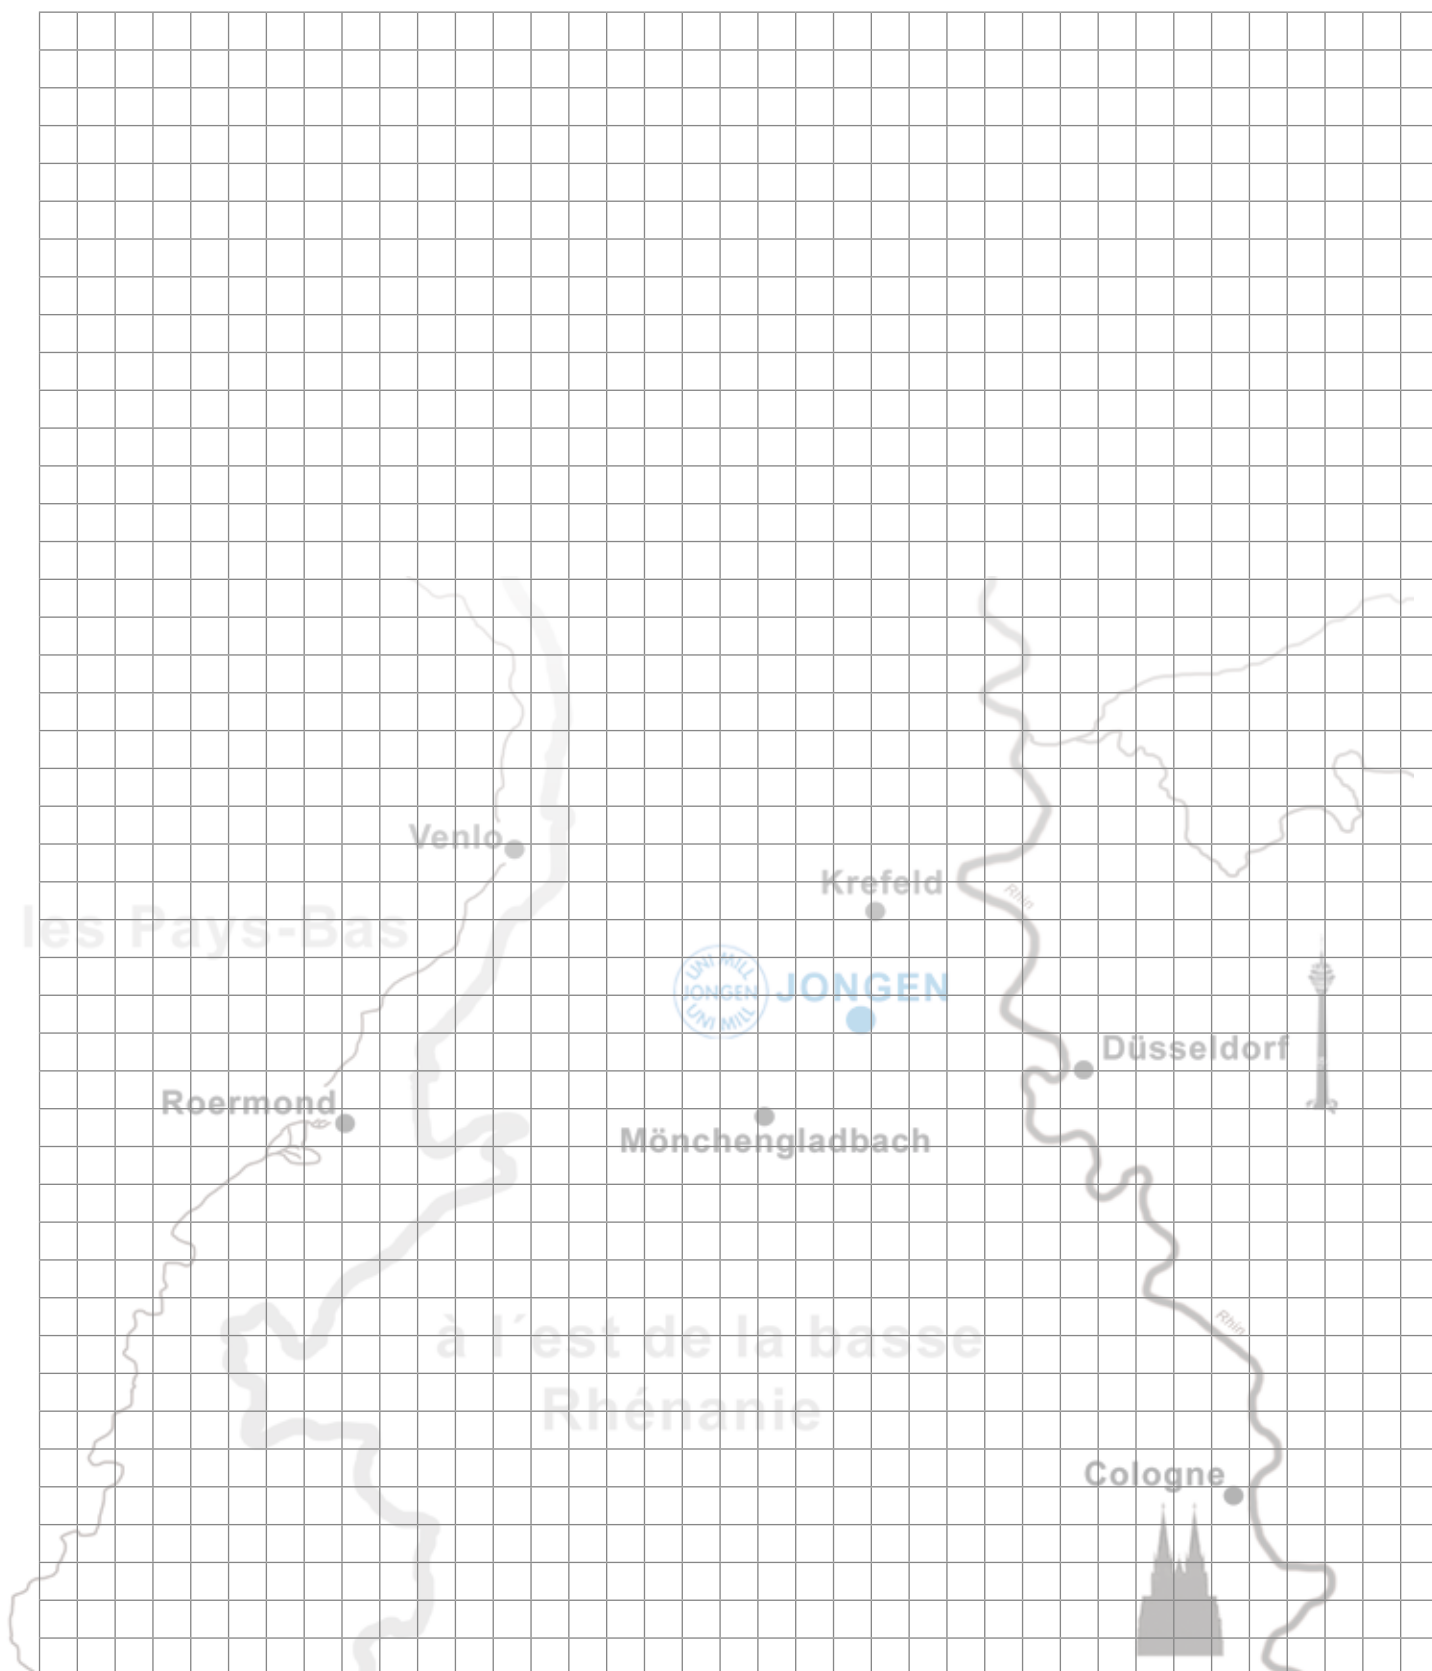 Venlo
Krefeld
Rhin
les Pays-Bas
UNI MILL
JONGEN
UNI MILL
JONGEN
Düsseldorf
Roermond
Mönchengladbach
Rhin
à l´est de la basse
Rhénanie
Cologne